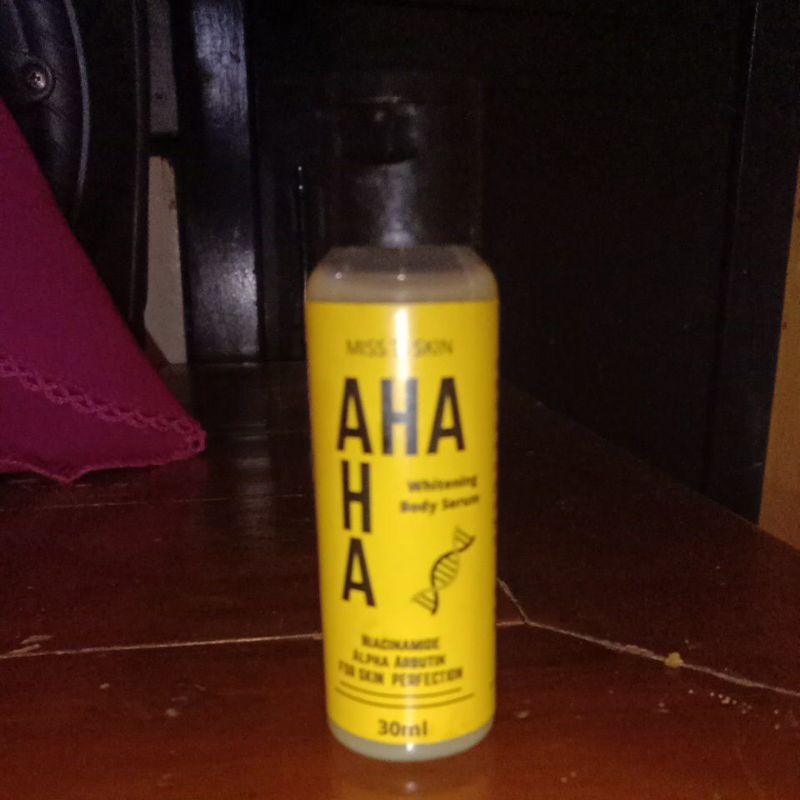 MISS SKIN
AHA
H
A
Whitening
Body Serum
NIACINAMIDE
ALPHA ARBUTIN
FOR SKIN PERFECTION
30ml